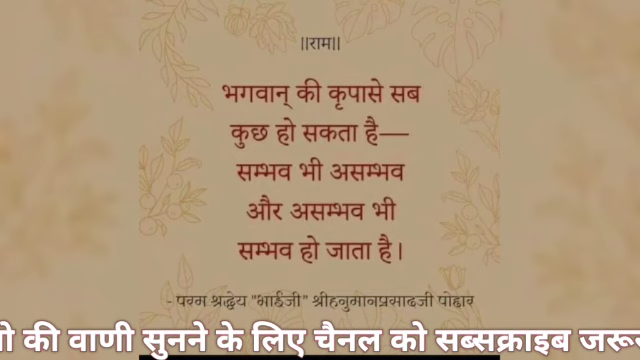 ||राम||
भगवान् की कृपासे सब
कुछ हो सकता है—
सम्भव भी असम्भव
और असम्भव भी
सम्भव हो जाता है।
- परम श्रद्धेय "भाईजी" श्रीहनुमानप्रसादजी पोद्दार
की वाणी सुनने के लिए चैनल को सब्सक्राइब